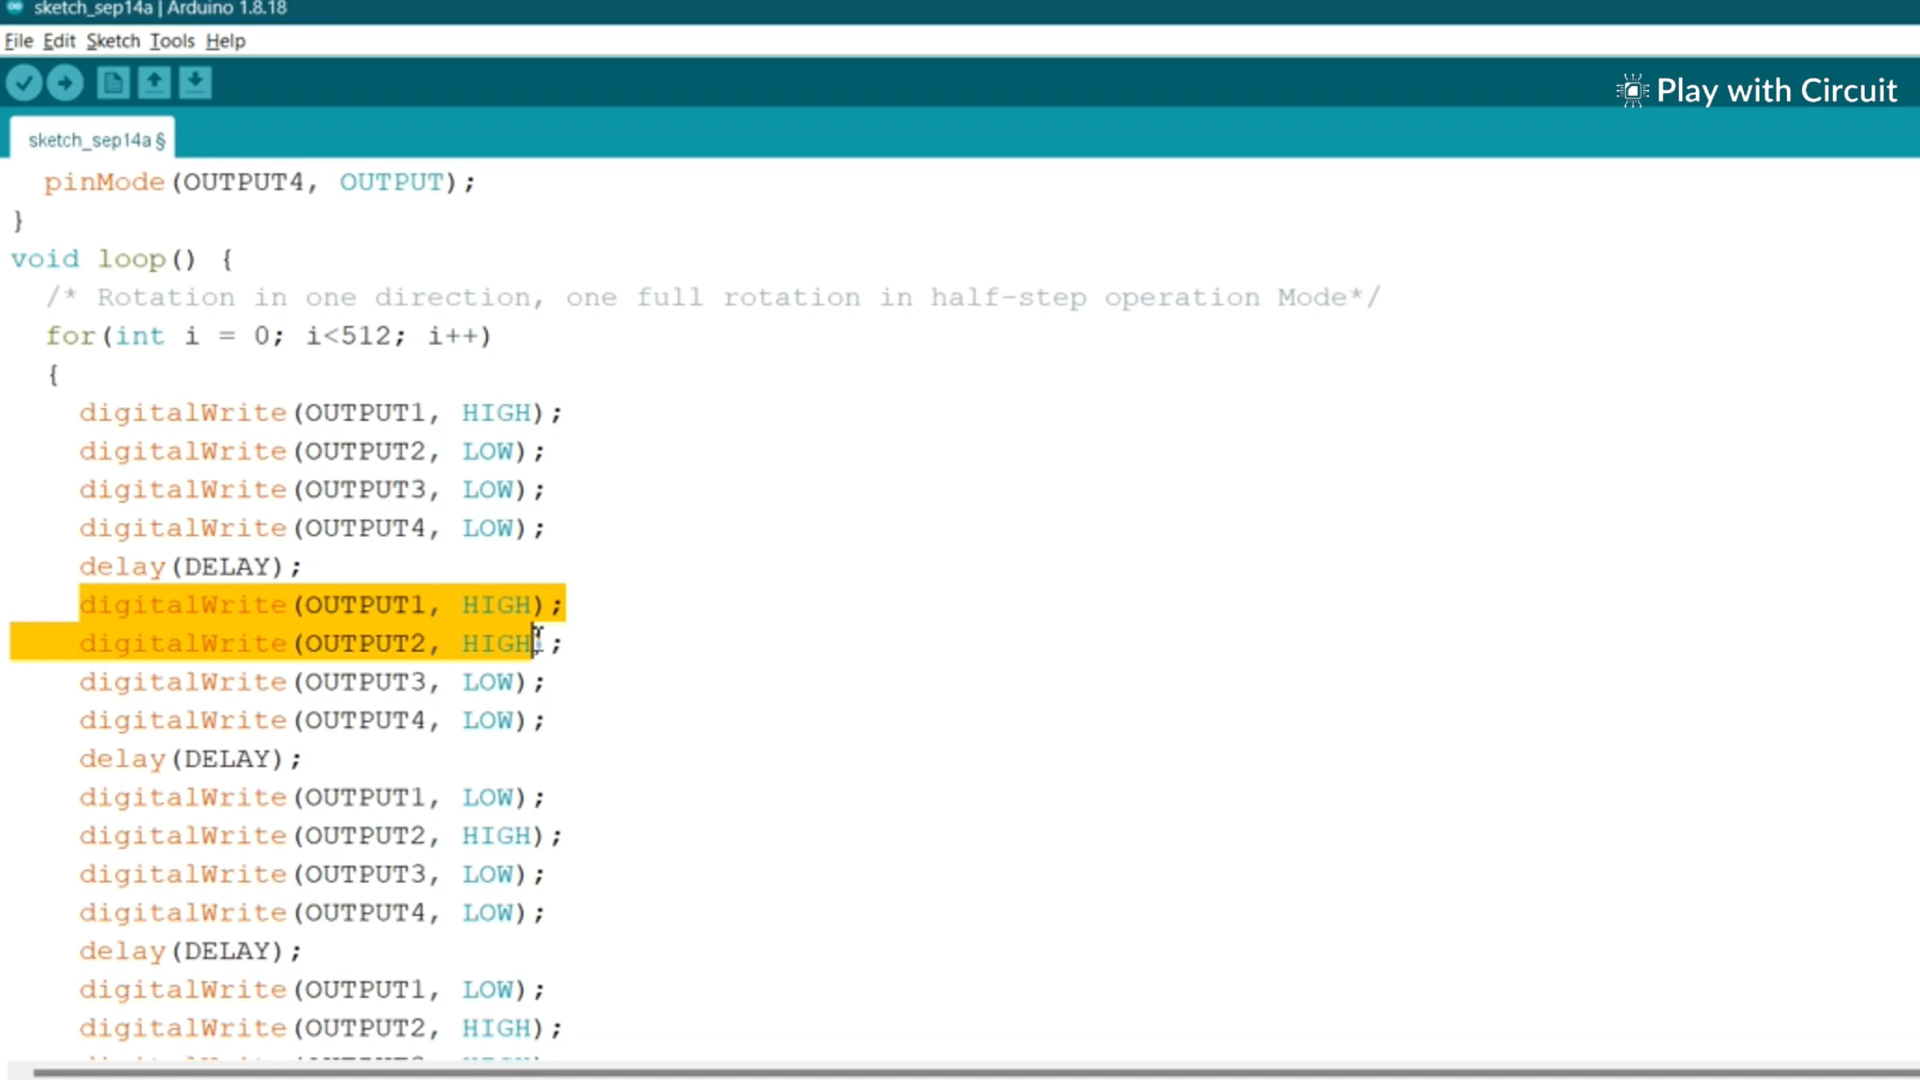 sketch_sep14a | Arduino 1.8.18
File Edit Sketch Tools Help
Play with Circuit
sketch_sep14a §
pinMode(OUTPUT4, OUTPUT);
}
void loop() {
/* Rotation in one direction, one full rotation in half-step operation Mode*/
for(int i = 0; i<512; i++)
{
digitalWrite(OUTPUT1, HIGH);
digitalWrite(OUTPUT2, LOW);
digitalWrite(OUTPUT3, LOW);
digitalWrite(OUTPUT4, LOW);
delay(DELAY);
digitalWrite(OUTPUT1, HIGH);
digitalWrite(OUTPUT2, HIGH);
digitalWrite(OUTPUT3, LOW);
digitalWrite(OUTPUT4, LOW);
delay(DELAY);
digitalWrite(OUTPUT1, LOW);
digitalWrite(OUTPUT2, HIGH);
digitalWrite(OUTPUT3, LOW);
digitalWrite(OUTPUT4, LOW);
delay(DELAY);
digitalWrite(OUTPUT1, LOW);
digitalWrite(OUTPUT2, HIGH);